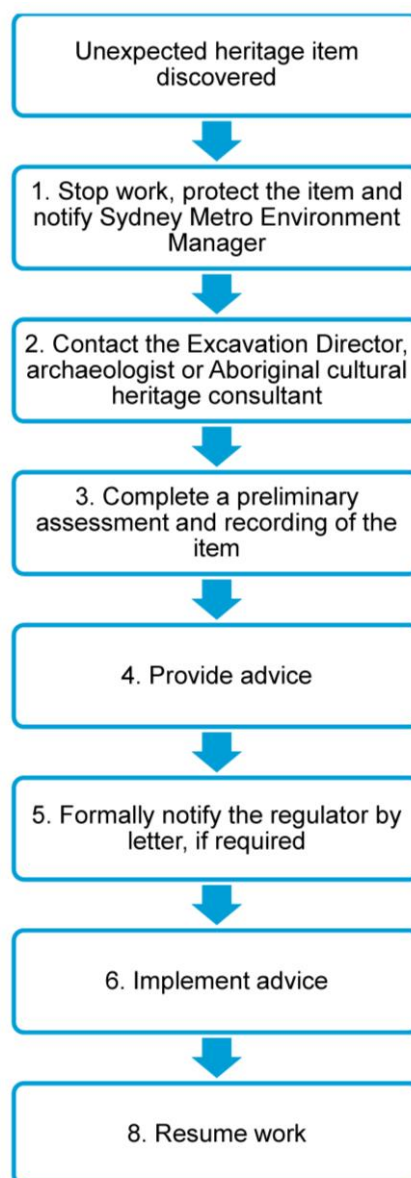 Unexpected heritage item
discovered
1. Stop work, protect the item and
notify Sydney Metro Environment
Manager
2. Contact the Excavation Director,
archaeologist or Aboriginal cultural
heritage consultant
3. Complete a preliminary
assessment and recording of the
item
4. Provide advice
5. Formally notify the regulator by
letter, if required
6. Implement advice
8. Resume work